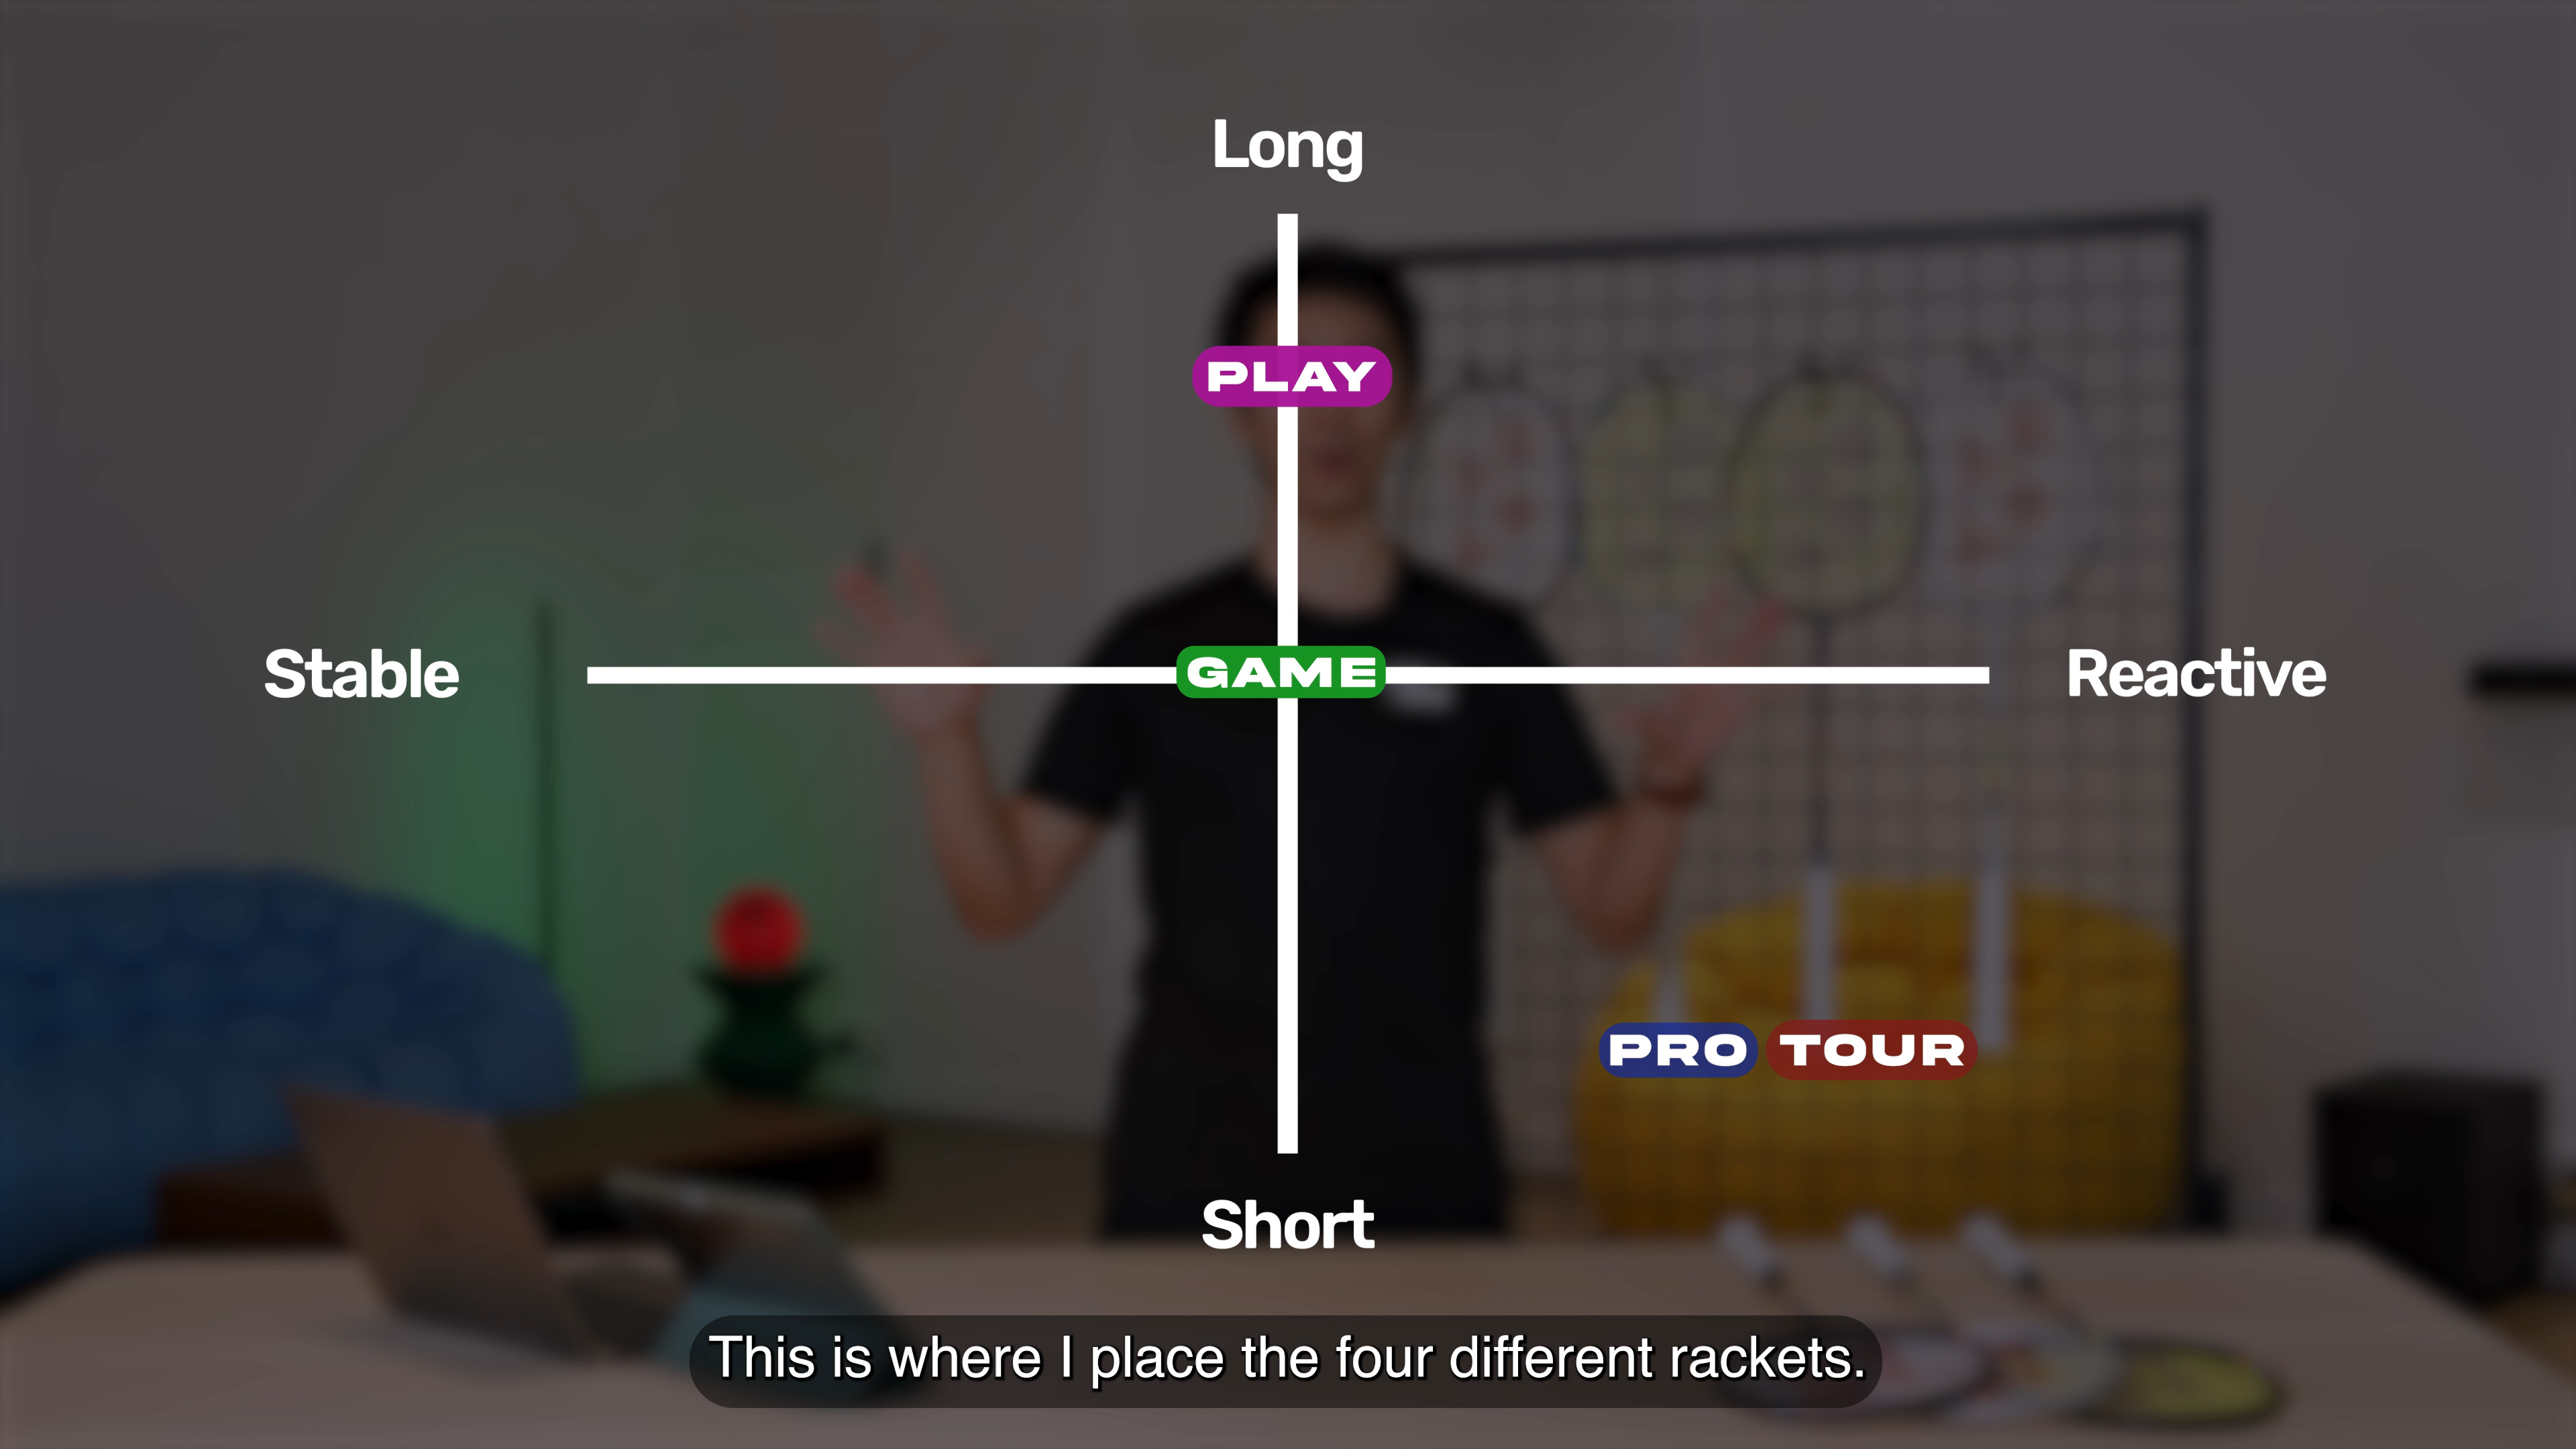 Long
PLAY
Stable
GAME
Reactive
PRO
TOUR
Short
This is where I place the four different rackets.